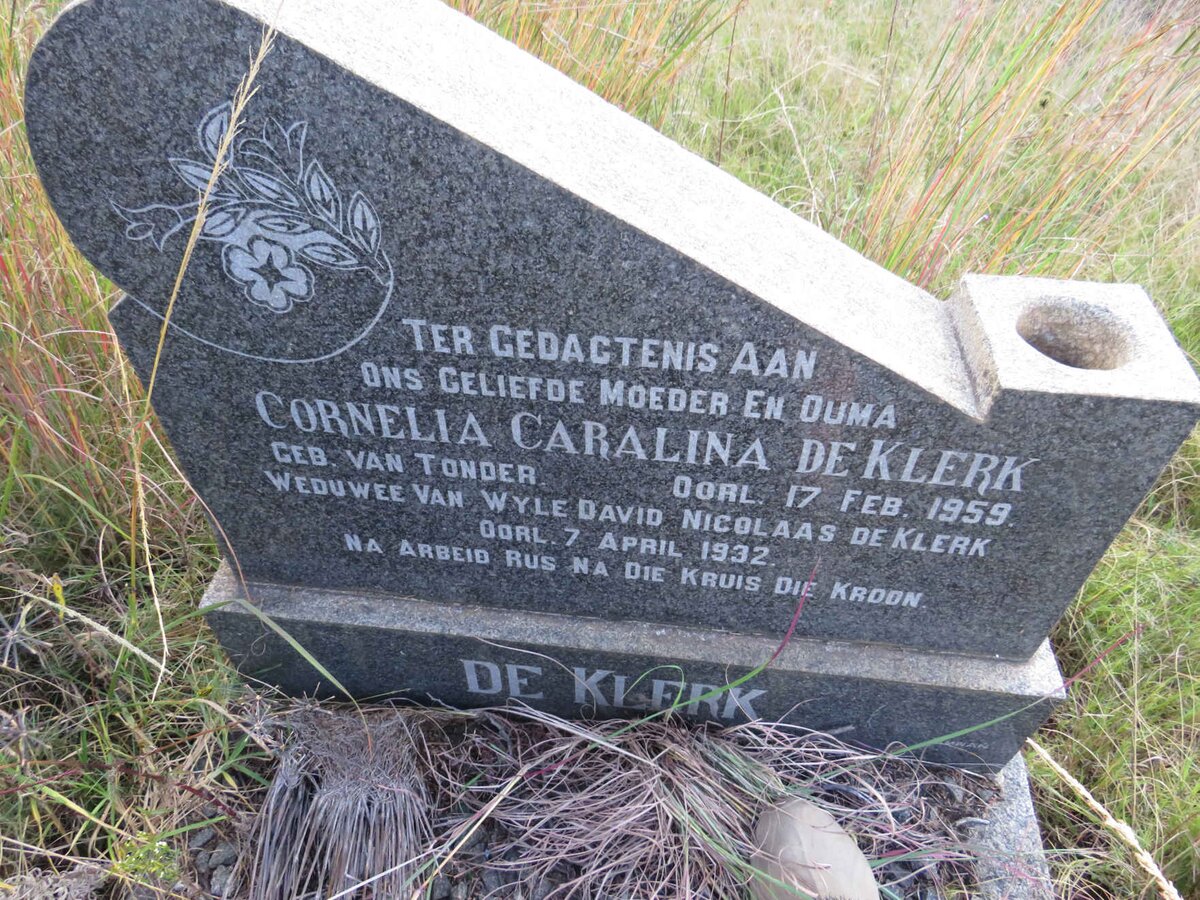 TER GEDAGTENIS AAN
ONS GELIEFDE MOEDER EN OUMA
CORNELIA CARALINA DE KLERK
GEB. VAN TONDER OORL. 17 FEB. 1959.
WEDUWEE VAN WYLE DAVID NICOLAAS DE KLERK
OORL. 7 APRIL 1932.
NA ARBEID RUS NA DIE KRUIS DIE KROON.
DE KLERK